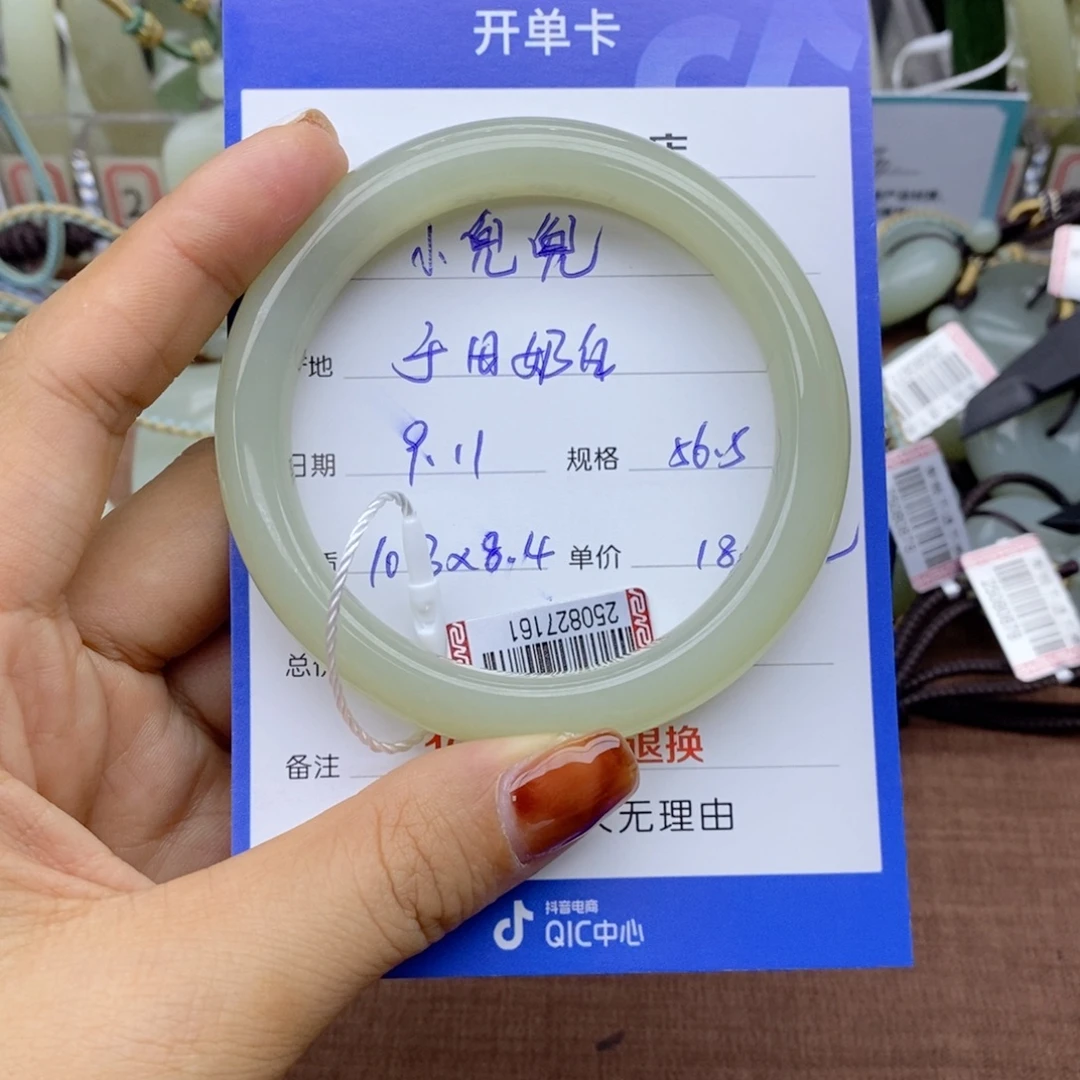 开单卡
店
小兜兜
地 于田奶白
日期 9.11 规格 56.5
10.3x8.4 单价 18
250827161
总
退换
备注
无理由
抖音电商
QIC中心